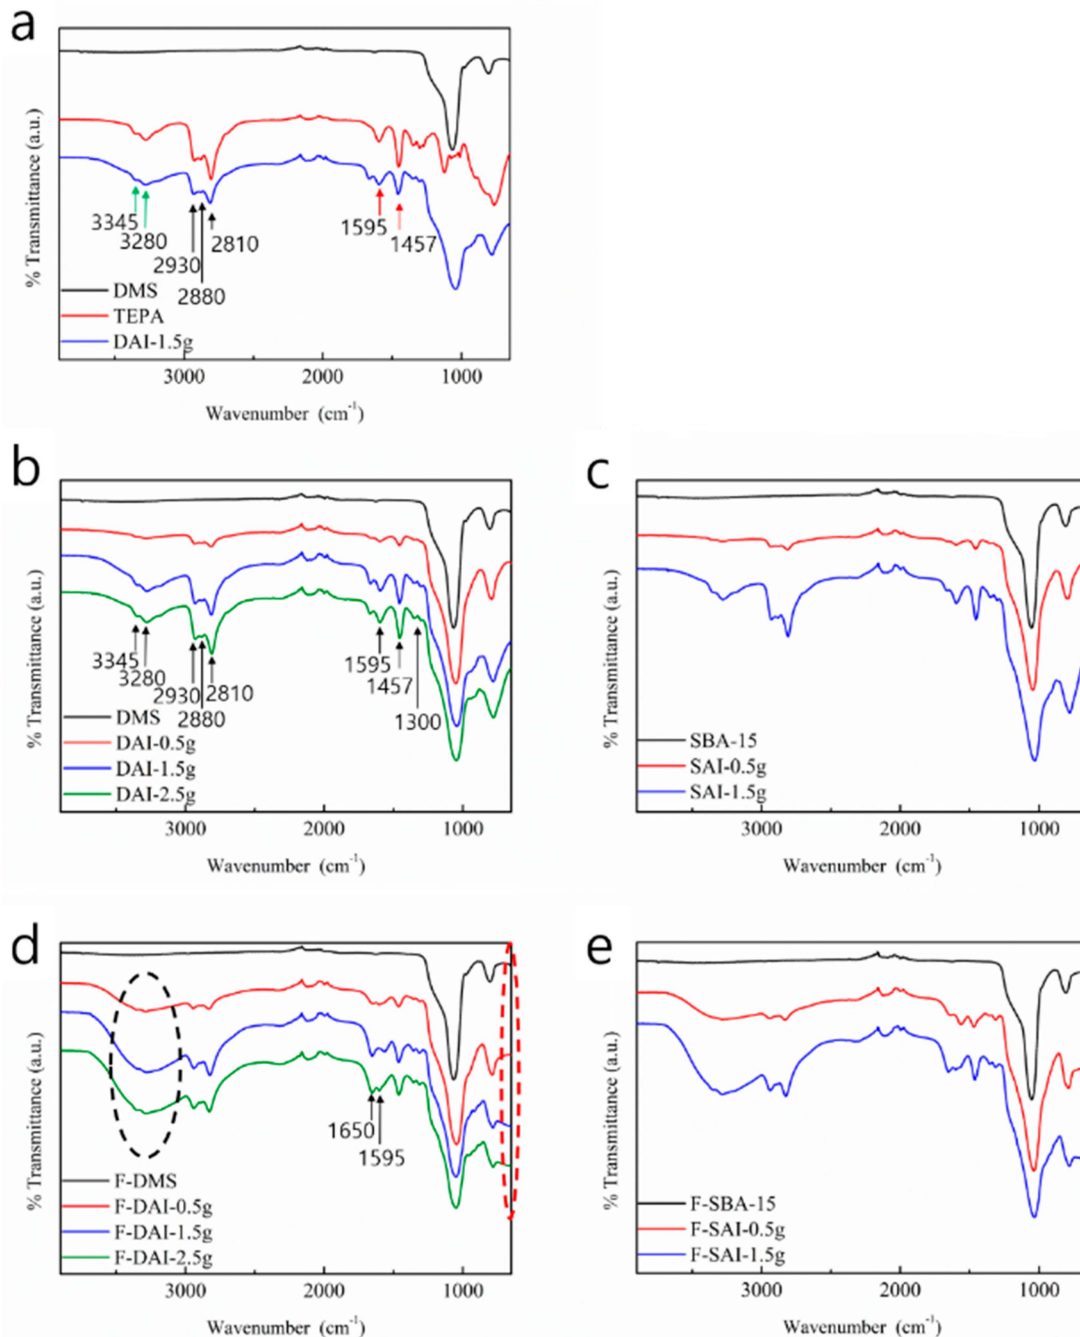 a
% Transmittance (a.u.)
3345
3280
2930
2880
2810
1595
1457
DMS
TEPA
DAI-1.5g
3000 2000 1000
Wavenumber (cm-1)
b
% Transmittance (a.u.)
3345
3280
2930
2880
2810
1595
1457
1300
DMS
DAI-0.5g
DAI-1.5g
DAI-2.5g
3000 2000 1000
Wavenumber (cm-1)
c
% Transmittance (a.u.)
SBA-15
SAI-0.5g
SAI-1.5g
3000 2000 1000
Wavenumber (cm-1)
d
% Transmittance (a.u.)
1650
1595
F-DMS
F-DAI-0.5g
F-DAI-1.5g
F-DAI-2.5g
3000 2000 1000
Wavenumber (cm-1)
e
% Transmittance (a.u.)
F-SBA-15
F-SAI-0.5g
F-SAI-1.5g
3000 2000 1000
Wavenumber (cm-1)